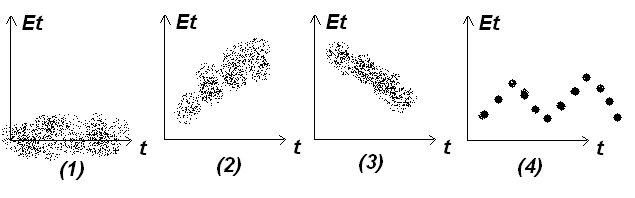 Et Et Et Et
t t t t
(1) (2) (3) (4)